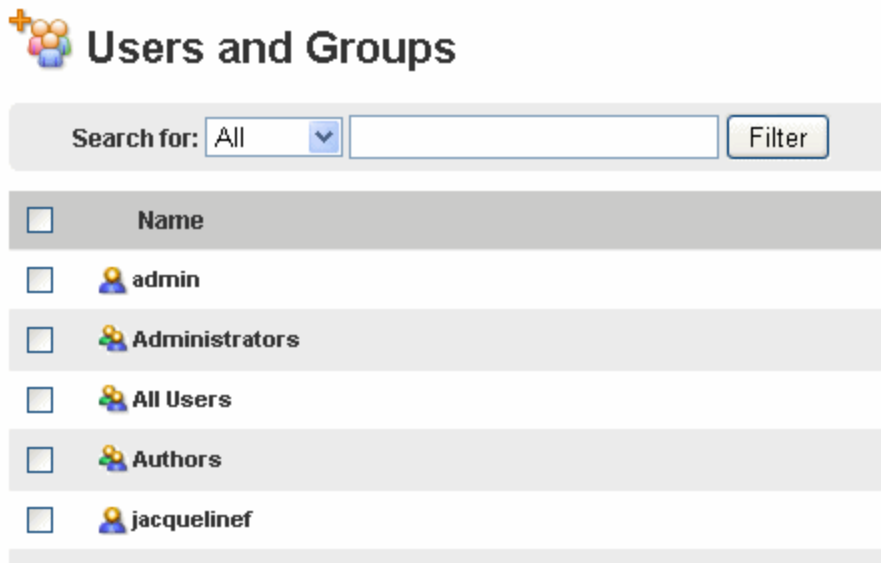 Users and Groups
Search for: All Filter
Name
admin
Administrators
All Users
Authors
jacquelinef